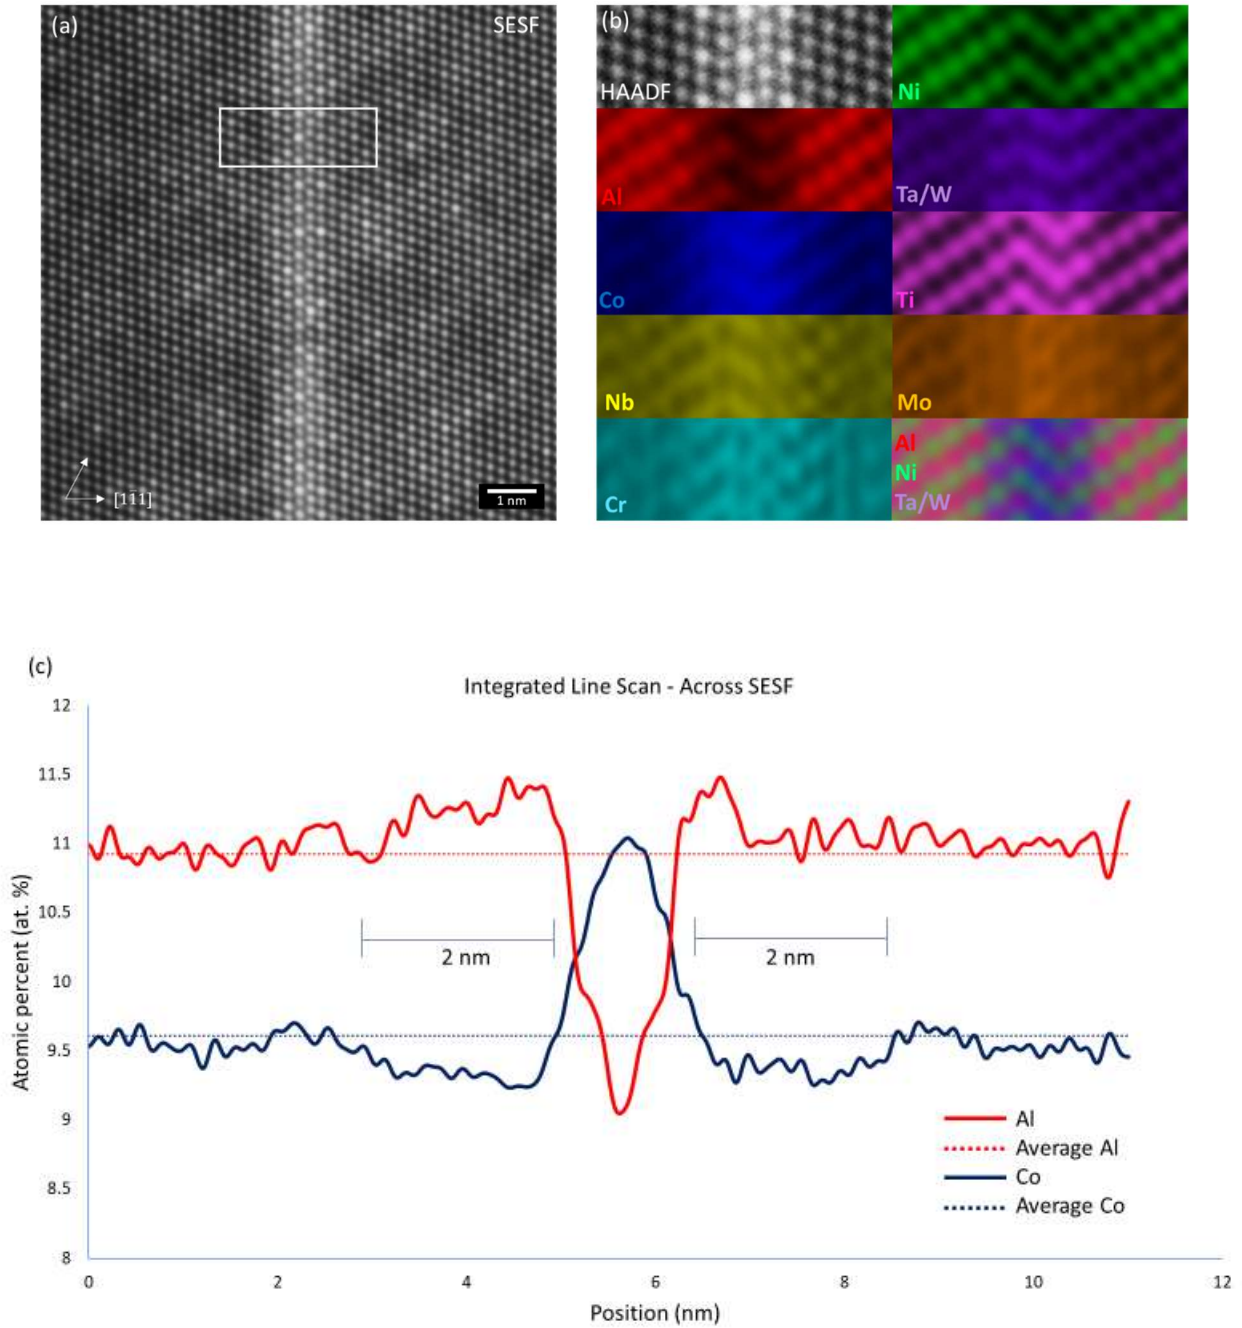 (a)
SESF
[11̄1]
1 nm
(b)
HAADF
Ni
Al
Ta/W
Co
Ti
Nb
Mo
Cr
Al
Ni
Ta/W
(c)
Integrated Line Scan - Across SESF
12
11.5
11
10.5
10
9.5
9
8.5
8
Atomic percent (at. %)
2 nm
2 nm
Al
Average Al
Co
Average Co
0
2
4
6
8
10
12
Position (nm)